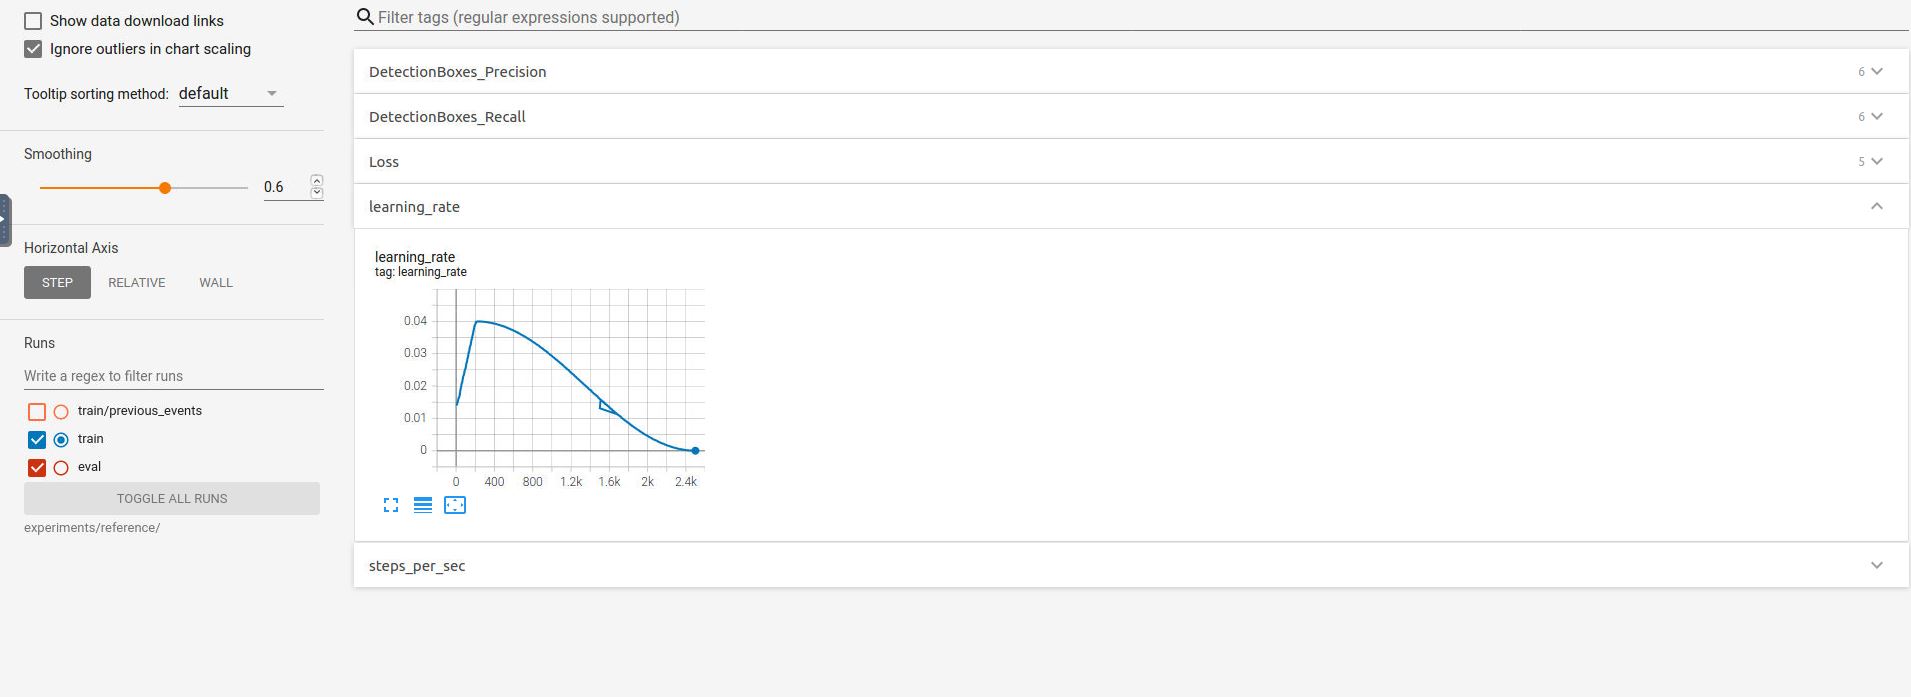 Show data download links
Ignore outliers in chart scaling
Tooltip sorting method: default
Smoothing
0.6
Horizontal Axis
STEP RELATIVE WALL
Runs
Write a regex to filter runs
train/previous_events
train
eval
TOGGLE ALL RUNS
experiments/reference/
Filter tags (regular expressions supported)
DetectionBoxes_Precision 6
DetectionBoxes_Recall 6
Loss 5
learning_rate
learning_rate
tag: learning_rate
0.04
0.03
0.02
0.01
0
0 400 800 1.2k 1.6k 2k 2.4k
steps_per_sec